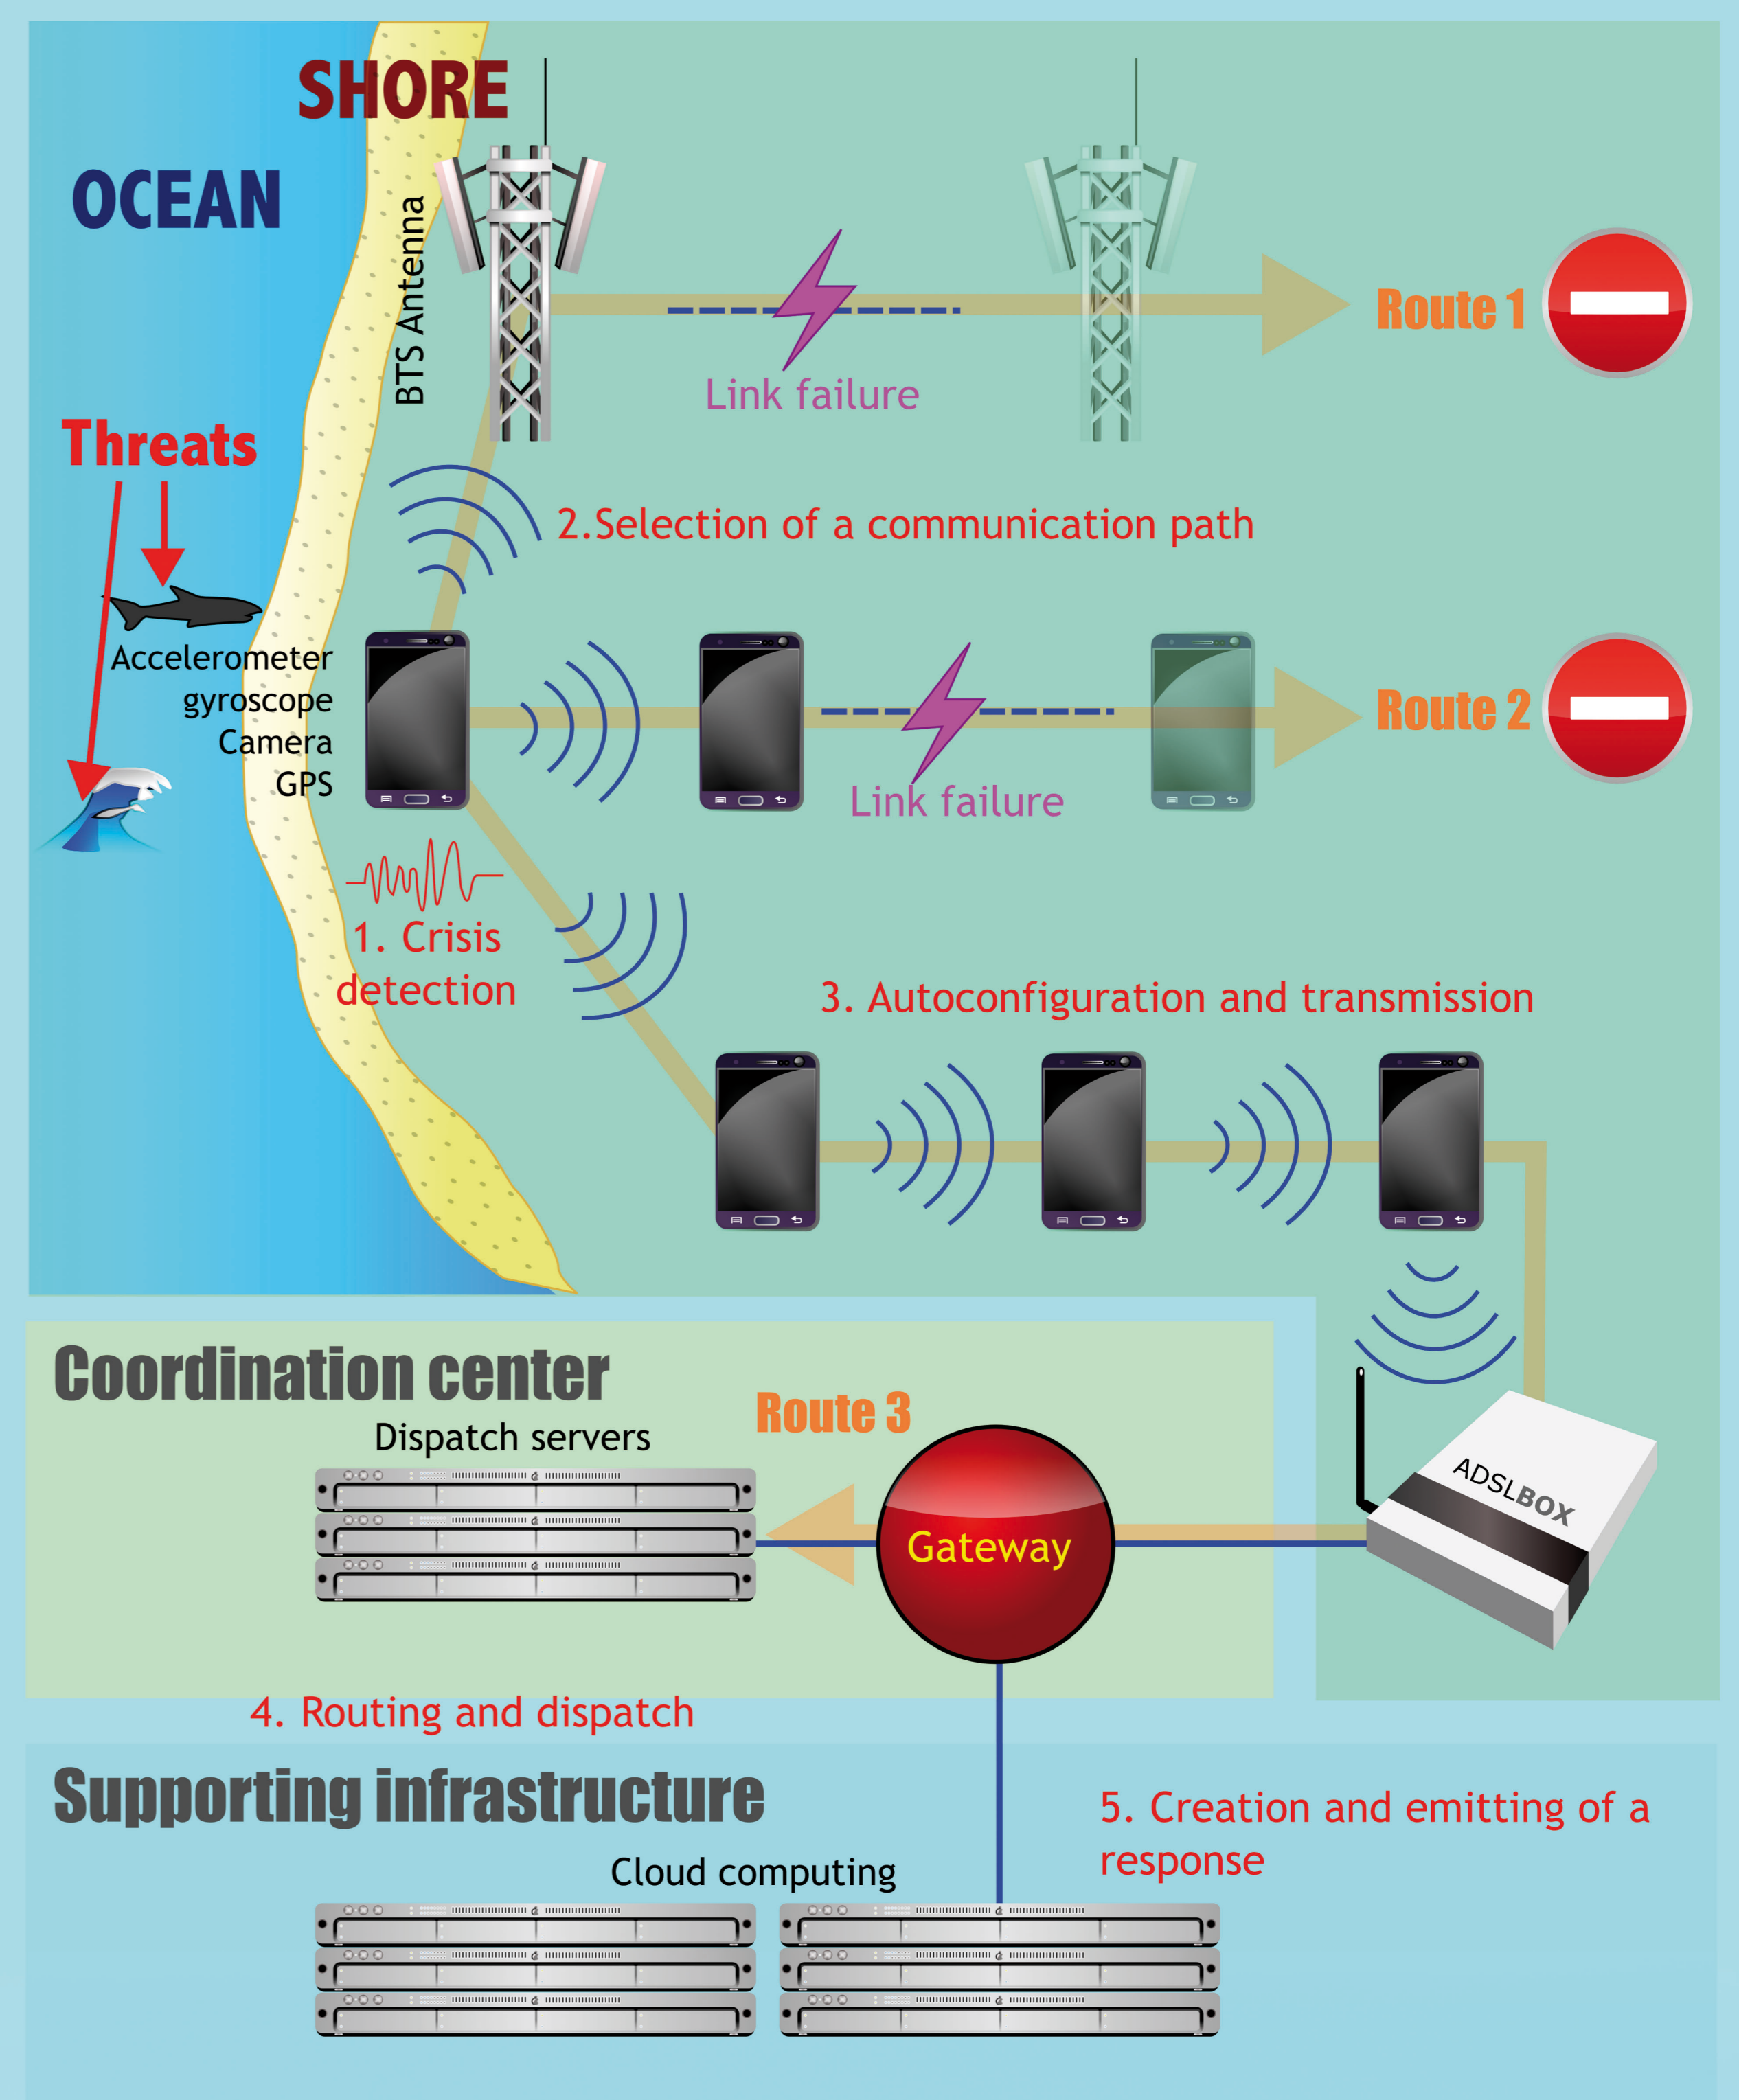 SHORE
OCEAN
BTS Antenna
Route 1
Link failure
Threats
2.Selection of a communication path
Accelerometer
gyroscope
Camera
GPS
Route 2
Link failure
1. Crisis
detection
3. Autoconfiguration and transmission
Coordination center
Route 3
Dispatch servers
ADSLBOX
Gateway
4. Routing and dispatch
Supporting infrastructure
5. Creation and emitting of a
response
Cloud computing